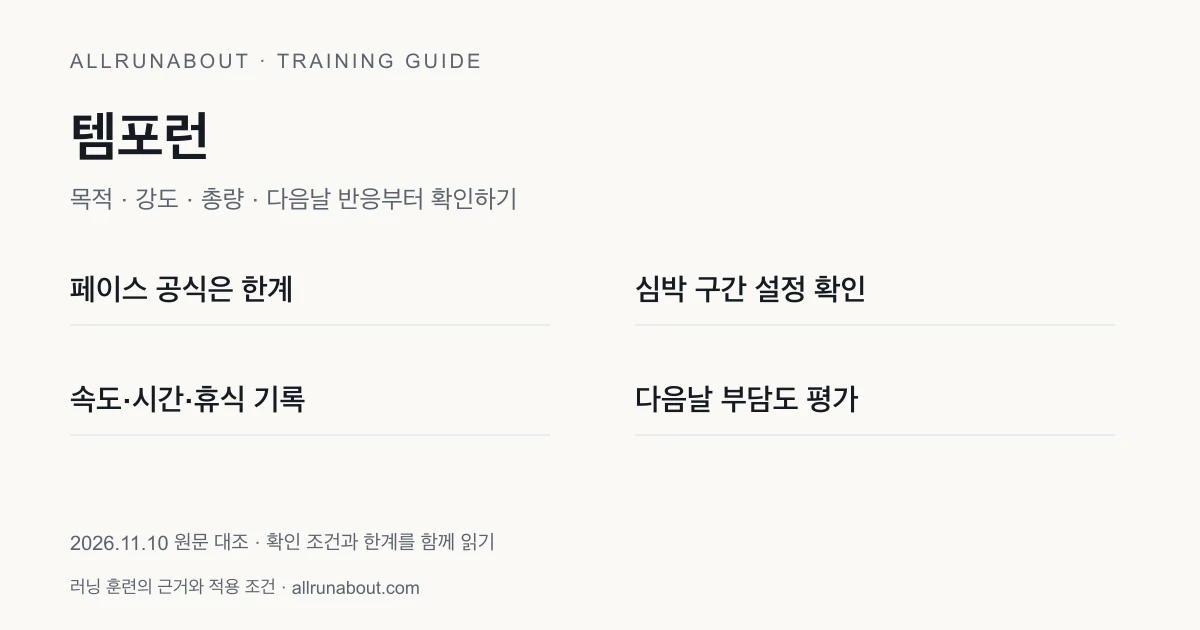 ALLRUNABOUT · TRAINING GUIDE
템포런
목적 · 강도 · 총량 · 다음날 반응부터 확인하기
페이스 공식은 한계
심박 구간 설정 확인
속도·시간·휴식 기록
다음날 부담도 평가
2026.11.10 원문 대조 · 확인 조건과 한계를 함께 읽기
러닝 훈련의 근거와 적용 조건 · allrunabout.com